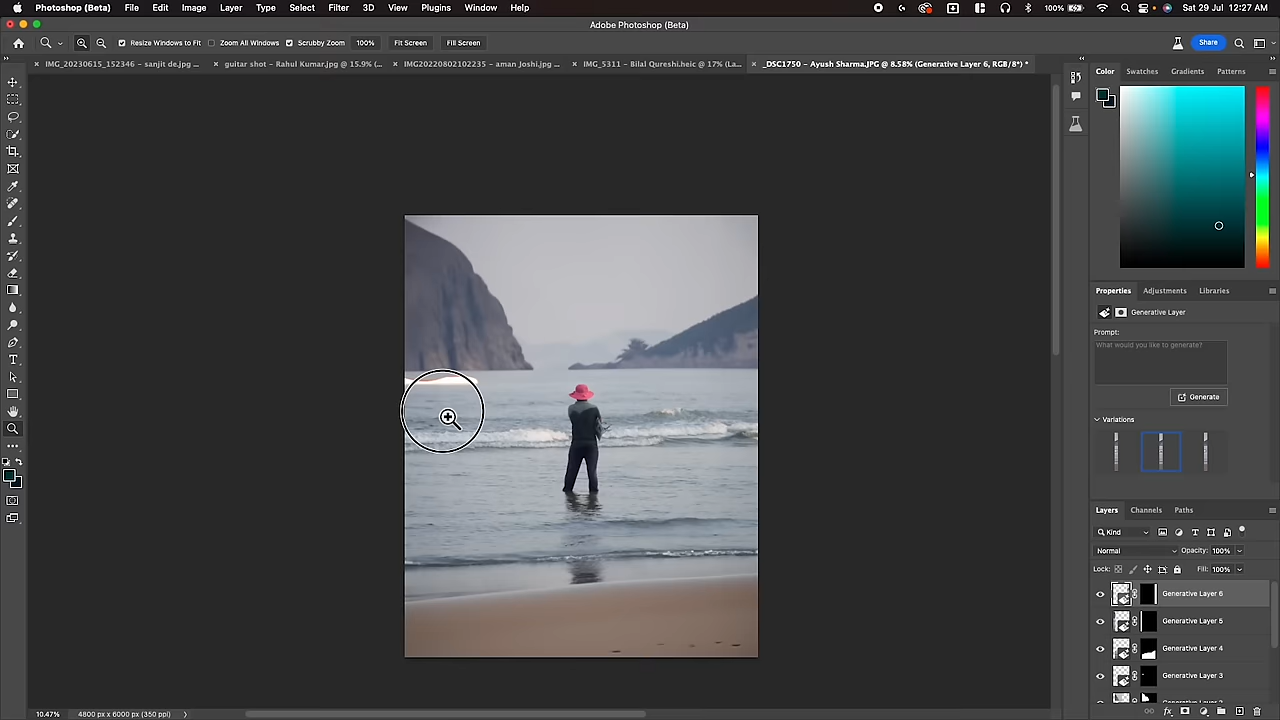 Photoshop (Beta) File Edit Image Layer Type Select Filter 3D View Plugins Window Help 100% Sat 29 Jul 12:27 AM
Adobe Photoshop (Beta)
Resize Windows to Fit Zoom All Windows Scrubby Zoom 100% Fit Screen Fill Screen Share
IMG_20230615_152346 - sanjit de.jpg ... guitar shot - Rahul Kumar.jpg @ 15.9% (... IMG20220802102235 - aman Joshi.jpg ... IMG_5311 - Bilal Qureshi.heic @ 17% (La... _DSC1750 - Ayush Sharma.JPG @ 8.58% (Generative Layer 6, RGB/8*) *
Color Swatches Gradients Patterns
Properties Adjustments Libraries
Generative Layer
Prompt:
What would you like to generate?
Generate
Variations
Layers Channels Paths
Kind
Normal Opacity: 100%
Lock: Fill: 100%
Generative Layer 6
Generative Layer 5
Generative Layer 4
Generative Layer 3
10.47% 4800 px x 6000 px (350 ppi)